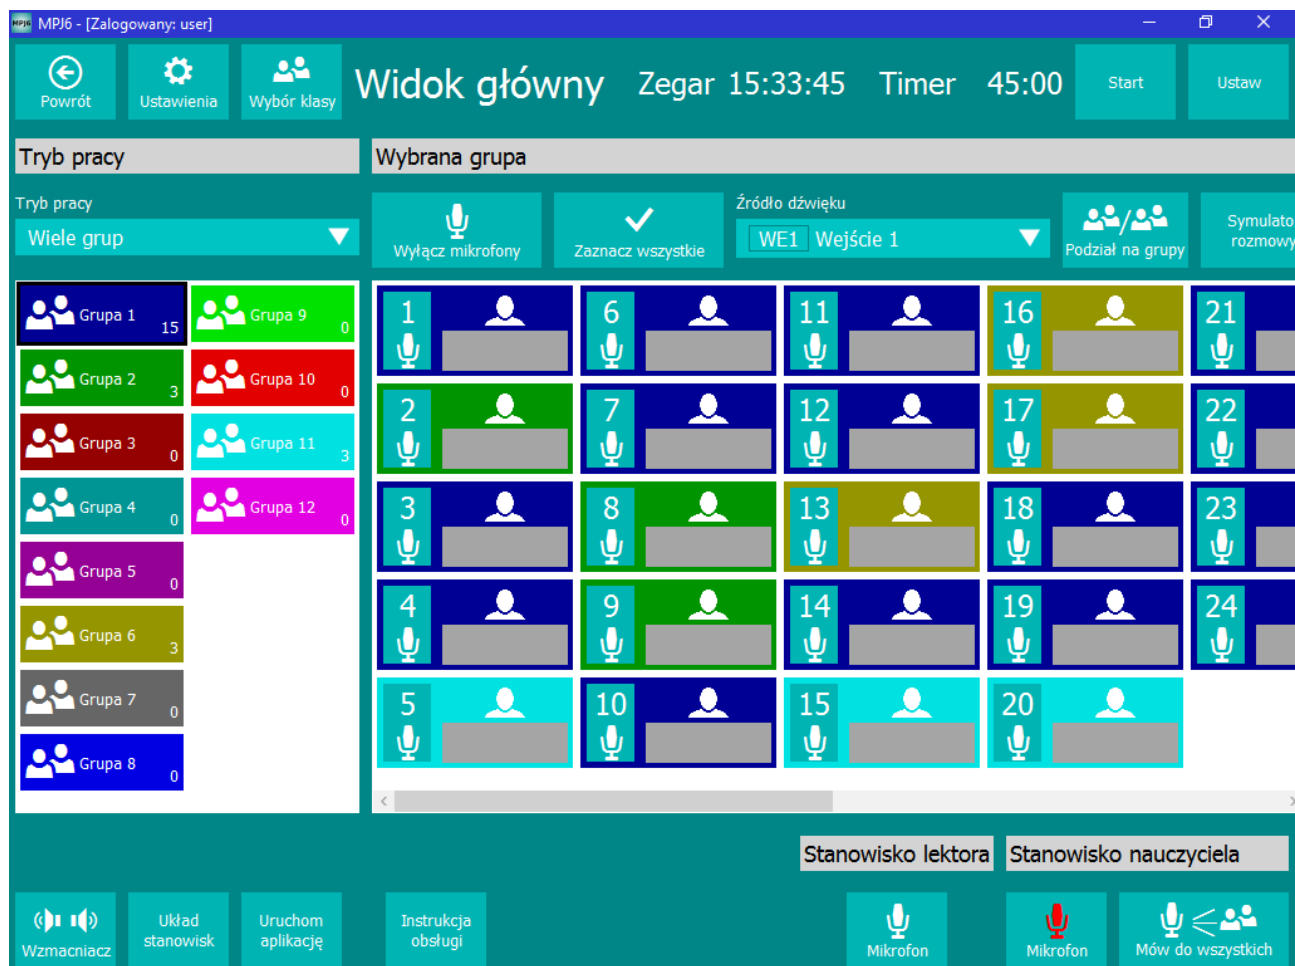 MPJ6 MPJ6 - [Zalogowany: user]
Powrót
Ustawienia
Wybór klasy
Widok główny
Zegar 15:33:45
Timer 45:00
Start
Ustaw
Tryb pracy
Wybrana grupa
Tryb pracy
Wiele grup
Wyłącz mikrofony
Zaznacz wszystkie
Źródło dźwięku
WE1 Wejście 1
Podział na grupy
Symulato
rozmowy
Grupa 1 15
Grupa 2 3
Grupa 3 0
Grupa 4 0
Grupa 5 0
Grupa 6 3
Grupa 7 0
Grupa 8 0
Grupa 9 0
Grupa 10 0
Grupa 11 3
Grupa 12 0
1 6 11 16 21
2 7 12 17 22
3 8 13 18 23
4 9 14 19 24
5 10 15 20
Stanowisko lektora
Stanowisko nauczyciela
Wzmacniacz
Układ
stanowisk
Uruchom
aplikację
Instrukcja
obsługi
Mikrofon
Mikrofon
Mów do wszystkich